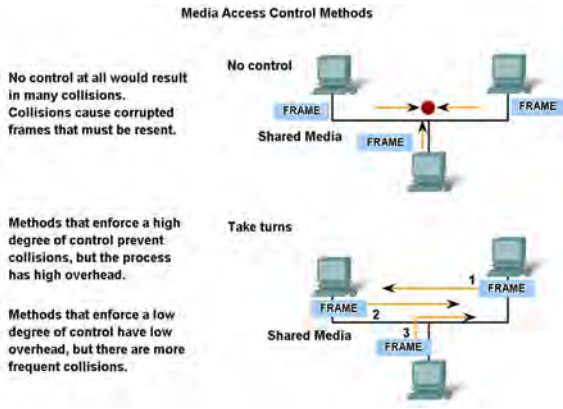 Media Access Control Methods
No control at all would result
in many collisions.
Collisions cause corrupted
frames that must be resent.
No control
FRAME
FRAME
Shared Media
FRAME
Methods that enforce a high
degree of control prevent
collisions, but the process
has high overhead.
Methods that enforce a low
degree of control have low
overhead, but there are more
frequent collisions.
Take turns
1
FRAME
FRAME
2
Shared Media
3
FRAME